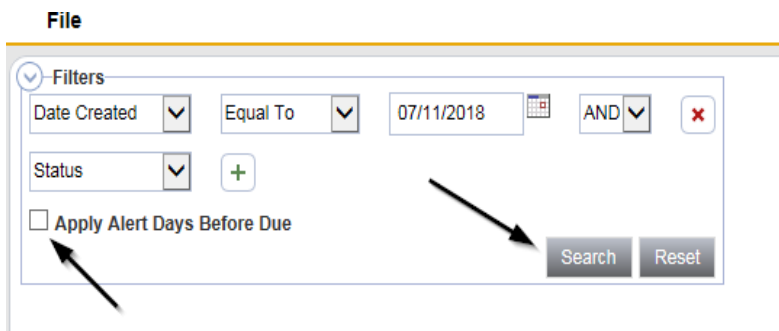 File
Filters
Date Created Equal To 07/11/2018 AND
Status
Apply Alert Days Before Due
Search Reset